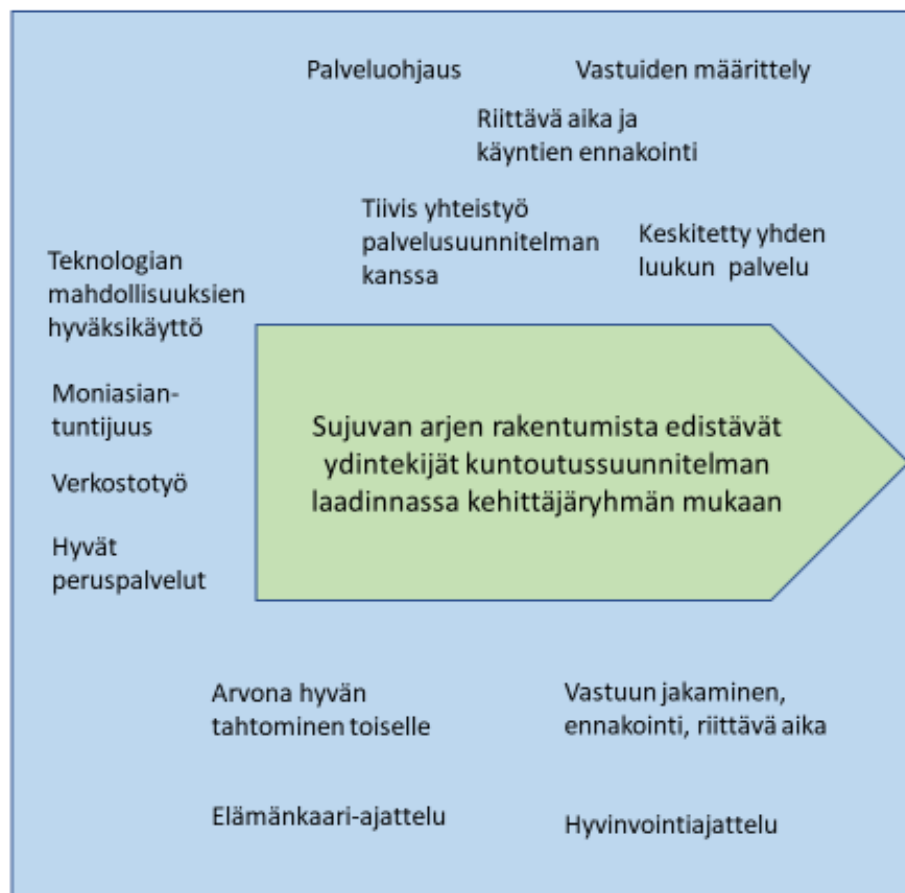 Palveluohjaus
Vastuiden määrittely
Riittävä aika ja
käyntien ennakointi
Tiivis yhteistyö
palvelusuunnitelman
kanssa
Keskitetty yhden
luukun palvelu
Teknologian
mahdollisuuksien
hyväksikäyttö
Moniasian-
tuntijuus
Verkostotyö
Hyvät
peruspalvelut
Sujuvan arjen rakentumista edistävät
ydintekijät kuntoutussuunnitelman
laadinnassa kehittäjäryhmän mukaan
Arvona hyvän
tahtominen toiselle
Vastuun jakaminen,
ennakointi, riittävä aika
Elämänkaari-ajattelu
Hyvinvointiajattelu